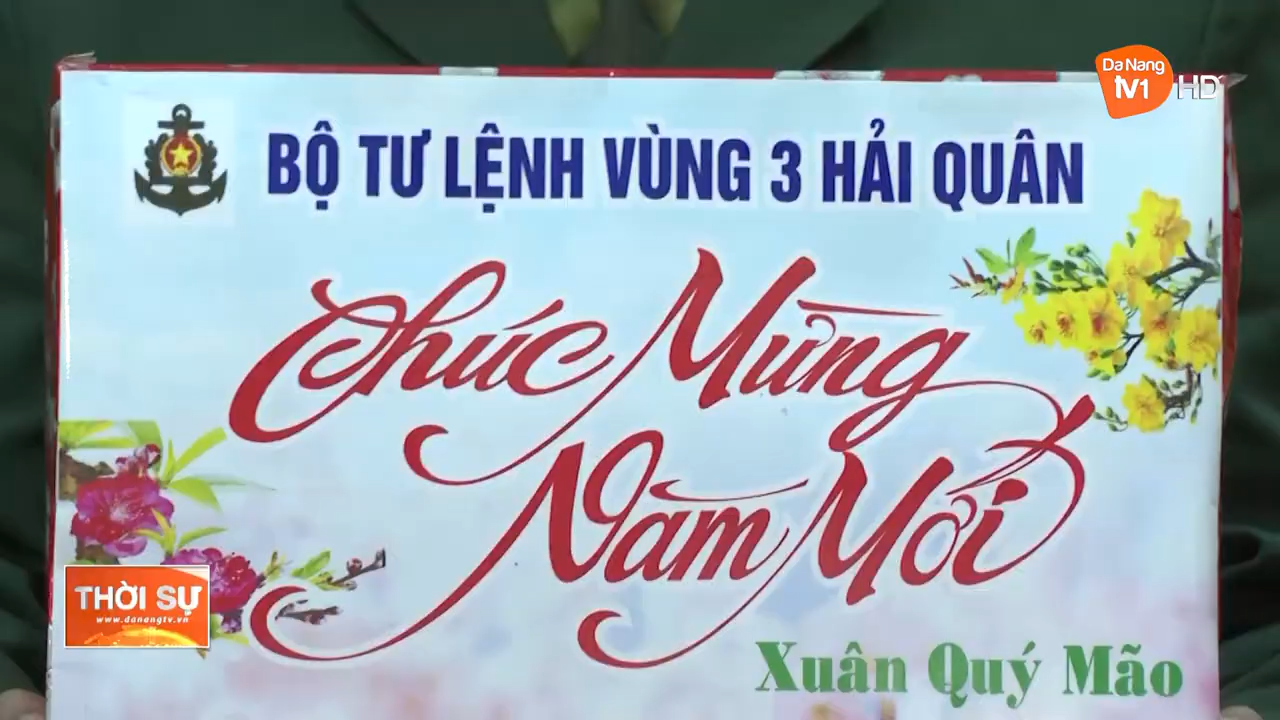 Da Nang
TV1 HD
BỘ TƯ LỆNH VÙNG 3 HẢI QUÂN
Chúc Mừng
Năm Mới
THỜI SỰ
www.danangtv.vn
Xuân Quý Mão